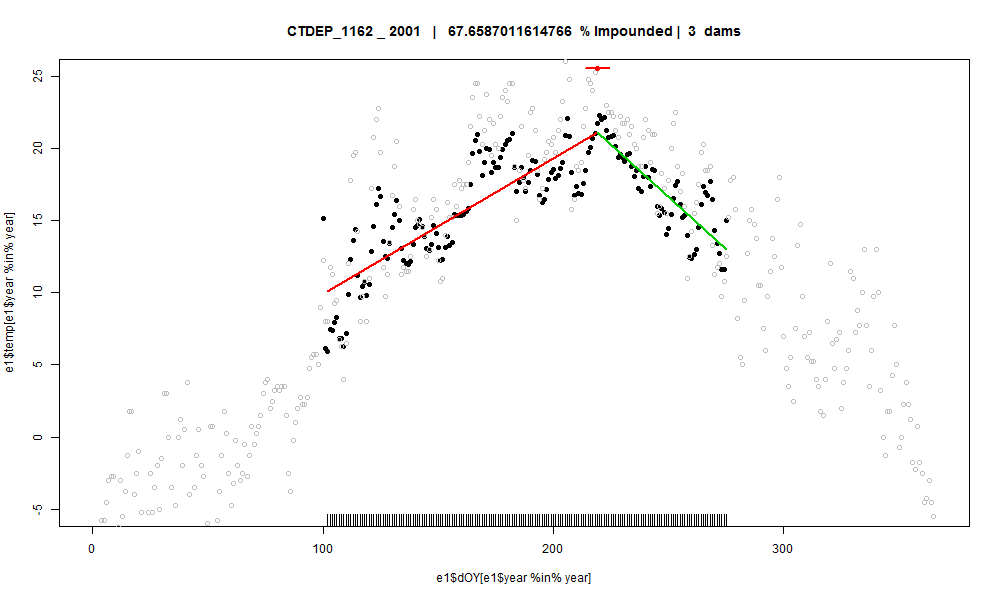 CTDEP_1162 _ 2001 | 67.6587011614766 % Impounded | 3 dams
25
20
15
10
5
0
-5
e1$temp[e1$year %in% year]
0 100 200 300
e1$dOY[e1$year %in% year]